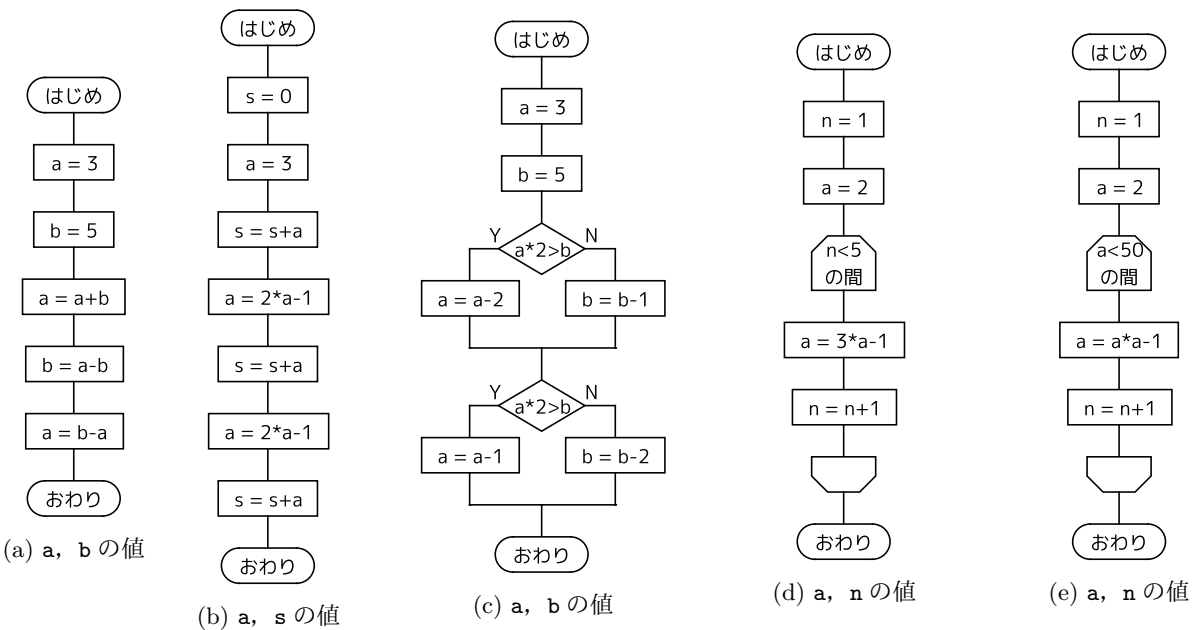 はじめ
a = 3
b = 5
a = a+b
b = a-b
a = b-a
おわり
(a) a，b の値
はじめ
s = 0
a = 3
s = s+a
a = 2*a-1
s = s+a
a = 2*a-1
s = s+a
おわり
(b) a，s の値
はじめ
a = 3
b = 5
Y
N
a*2>b
a = a-2
b = b-1
Y
N
a*2>b
a = a-1
b = b-2
おわり
(c) a，b の値
はじめ
n = 1
a = 2
n<5
の間
a = 3*a-1
n = n+1
おわり
(d) a，n の値
はじめ
n = 1
a = 2
a<50
の間
a = a*a-1
n = n+1
おわり
(e) a，n の値